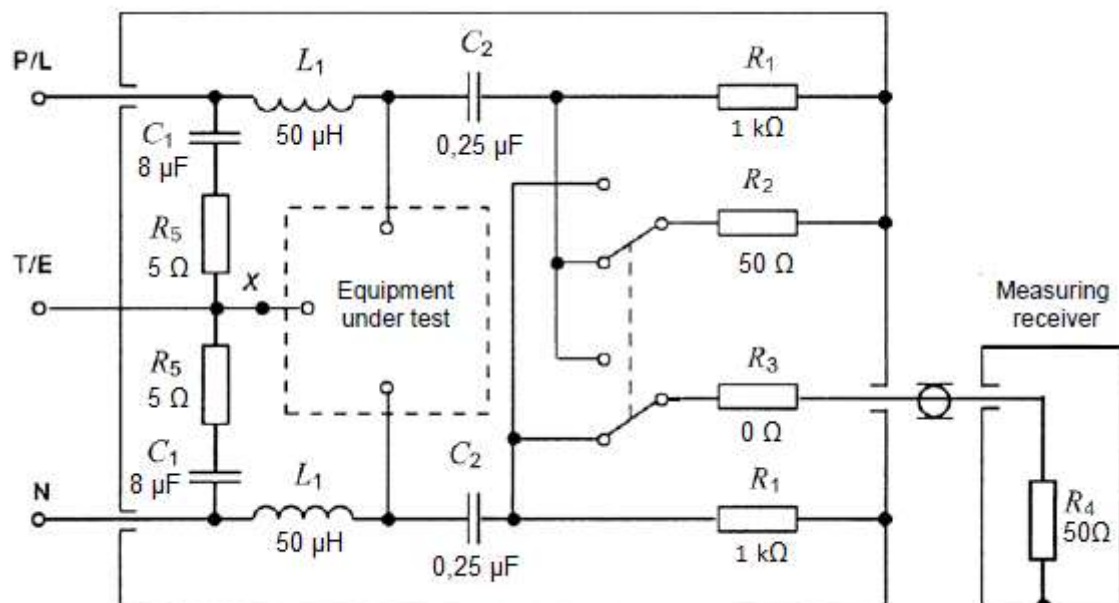 P/L
L₁
C₂
R₁
C₁
8 µF
50 µH
0,25 µF
1 kΩ
R₂
R₅
5 Ω
50 Ω
T/E
X
Equipment
under test
Measuring
receiver
R₅
5 Ω
R₃
C₁
8 µF
0 Ω
N
L₁
C₂
R₁
R₄
50Ω
50 µH
0,25 µF
1 kΩ